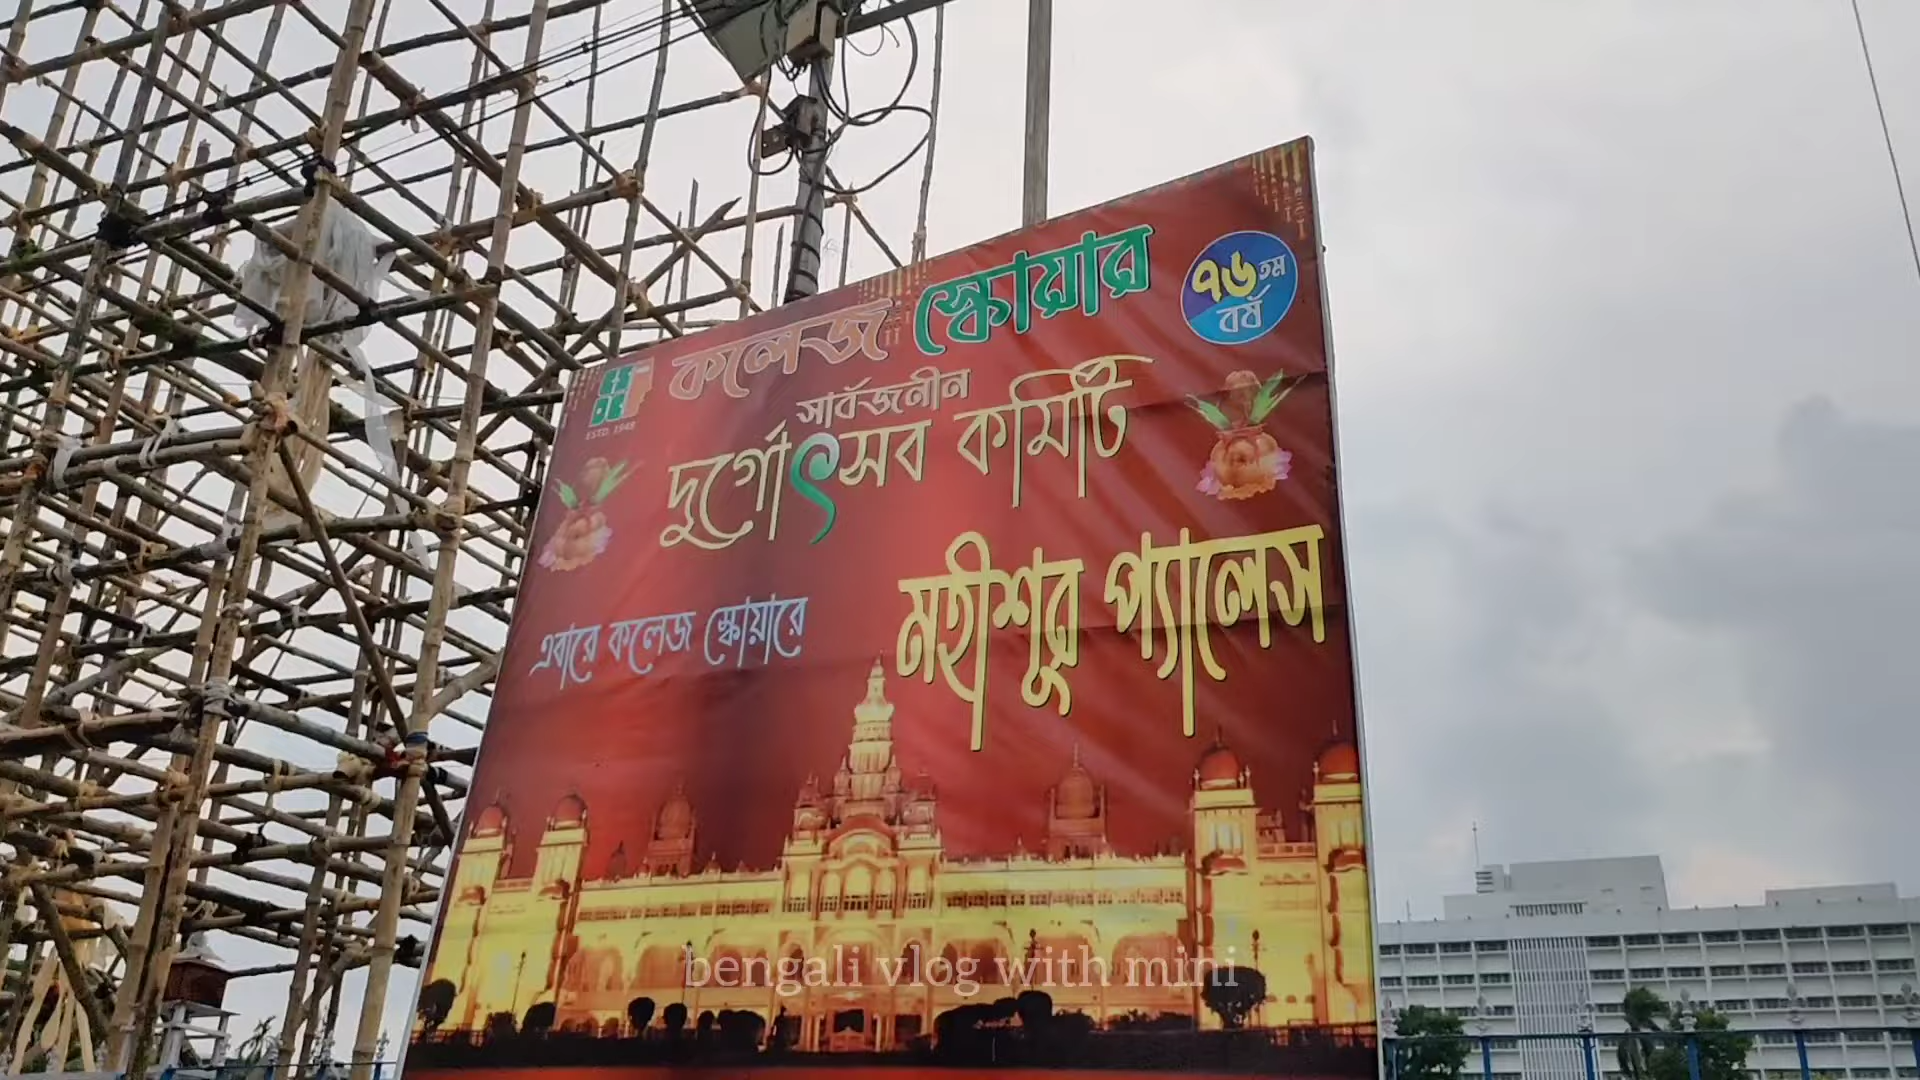 কলেজ স্কোয়ার
৭৬তম
বর্ষ
ESTD. 1948
সার্বজনীন
দুর্গোৎসব কমিটি
এবারে কলেজ স্কোয়ারে
মহীশূর প্যালেস
bengali vlog with mini